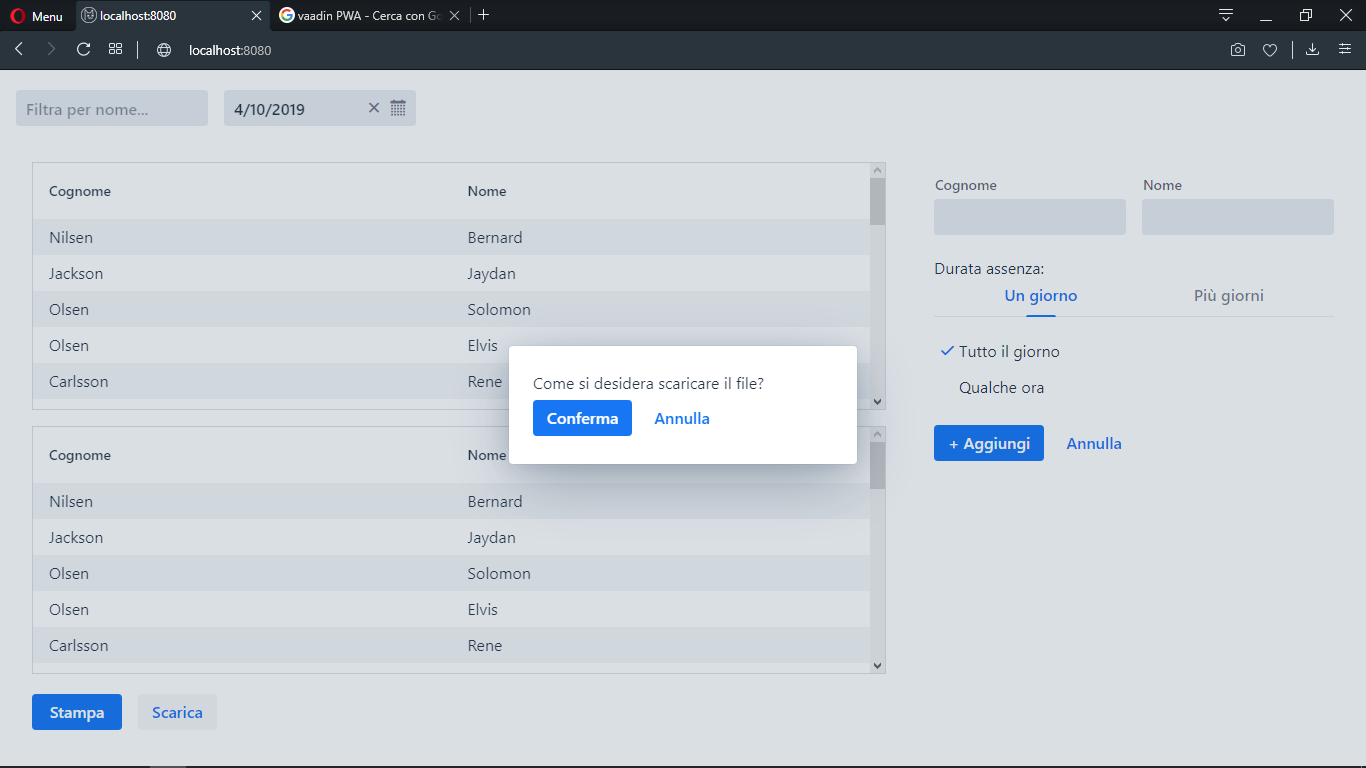 Menu
localhost:8080
vaadin PWA - Cerca con Go
localhost:8080
Filtra per nome...
4/10/2019
Cognome Nome
Nilsen Bernard
Jackson Jaydan
Olsen Solomon
Olsen Elvis
Carlsson Rene
Cognome Nome
Nilsen Bernard
Jackson Jaydan
Olsen Solomon
Olsen Elvis
Carlsson Rene
Stampa Scarica
Come si desidera scaricare il file?
Conferma Annulla
Cognome Nome
Durata assenza:
Un giorno Più giorni
Tutto il giorno
Qualche ora
+ Aggiungi Annulla